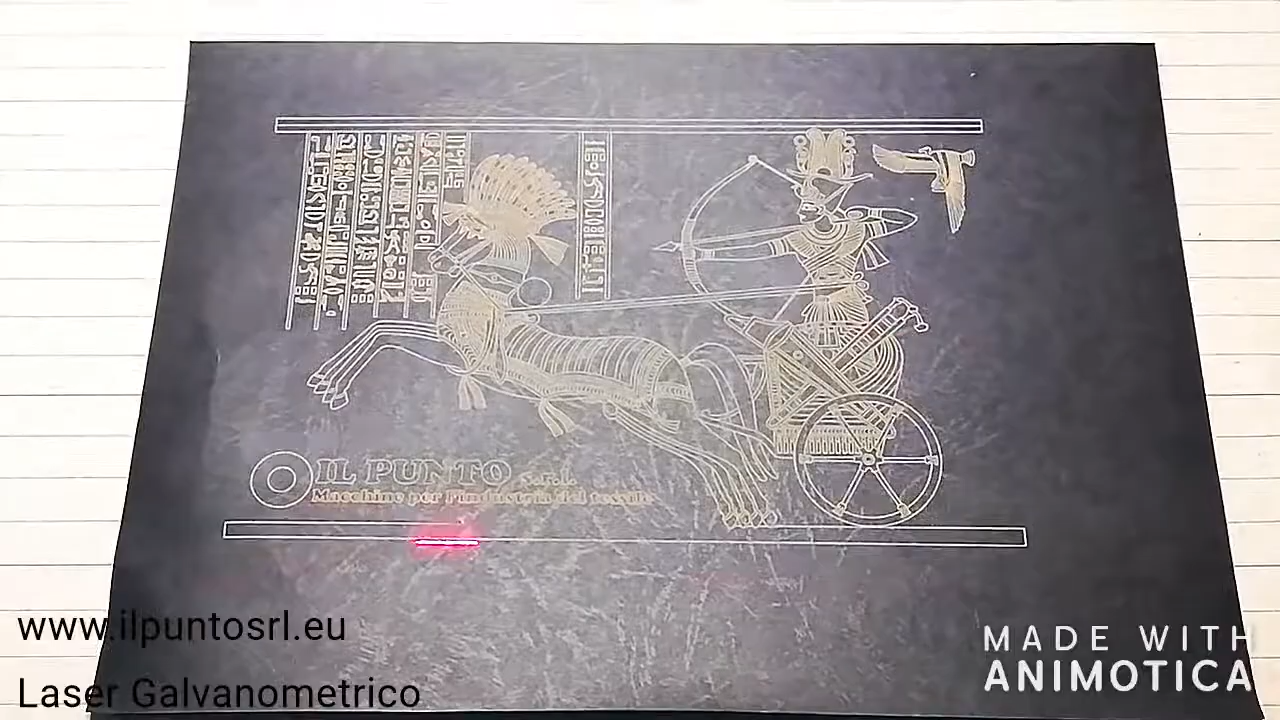 IL PUNTO S.r.l.
Macchine per l'industria del tessile
www.ilpuntosrl.eu
Laser Galvanometrico
MADE WITH
ANIMOTICA